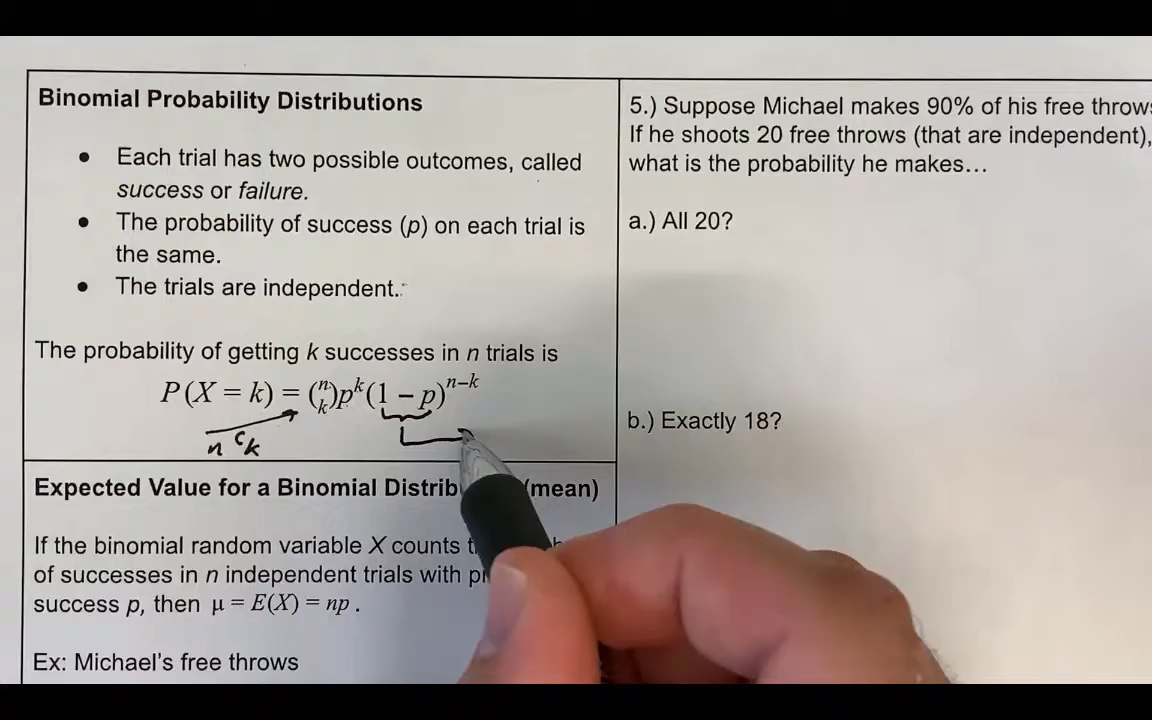 Binomial Probability Distributions
• Each trial has two possible outcomes, called
success or failure.
• The probability of success (p) on each trial is
the same.
• The trials are independent.
The probability of getting k successes in n trials is
P(X = k) = (n k)p^k(1 − p)^n−k
n C k
Expected Value for a Binomial Distrib (mean)
If the binomial random variable X counts
of successes in n independent trials with
success p, then μ = E(X) = np.
Ex: Michael's free throws
5.) Suppose Michael makes 90% of his free throws
If he shoots 20 free throws (that are independent),
what is the probability he makes…
a.) All 20?
b.) Exactly 18?